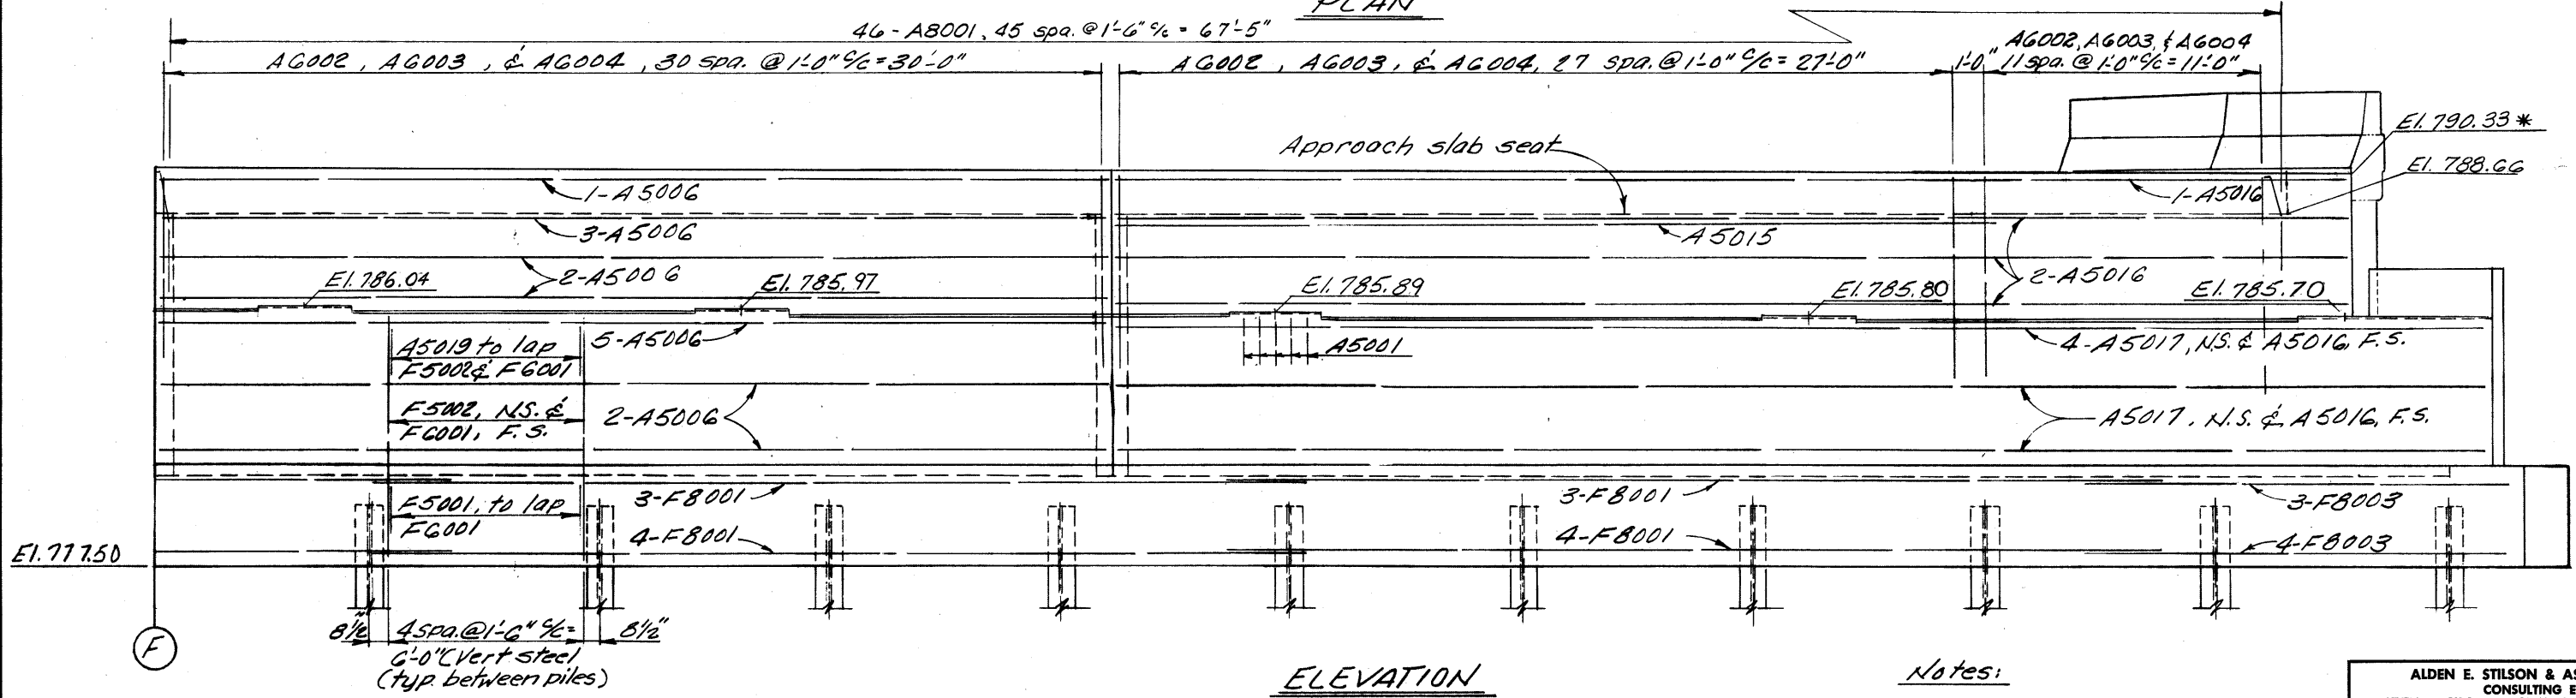 PLAN
46-A8001, 45 spa. @ 1'-6" c/c = 67'-5"
A6002, A6003, & A6004, 30 spa. @ 1'-0" c/c = 30'-0"
A6002, A6003, & A6004, 27 spa. @ 1'-0" c/c = 27'-0"
1'-0"
A6002, A6003, & A6004
11 spa. @ 1'-0" c/c = 11'-0"
El. 790.33 *
Approach slab seat
El. 788.66
1-A5006
1-A5016
3-A5006
A5015
2-A5006
2-A5016
El. 786.04
El. 785.97
El. 785.89
El. 785.80
El. 785.70
A5019 to lap
F5002 & F6001
5-A5006
A5001
4-A5017, N.S. & A5016, F.S.
F5002, N.S. &
F6001, F.S.
2-A5006
A5017, N.S. & A5016, F.S.
F5001, to lap
F6001
3-F8001
3-F8001
3-F8003
4-F8001
4-F8001
4-F8003
El. 777.50
8½"
4 spa. @ 1'-6" c/c =
8½"
6'-0" (Vert steel
(typ. between piles)
F
ELEVATION
Notes:
ALDEN E. STILSON & AS
CONSULTING E